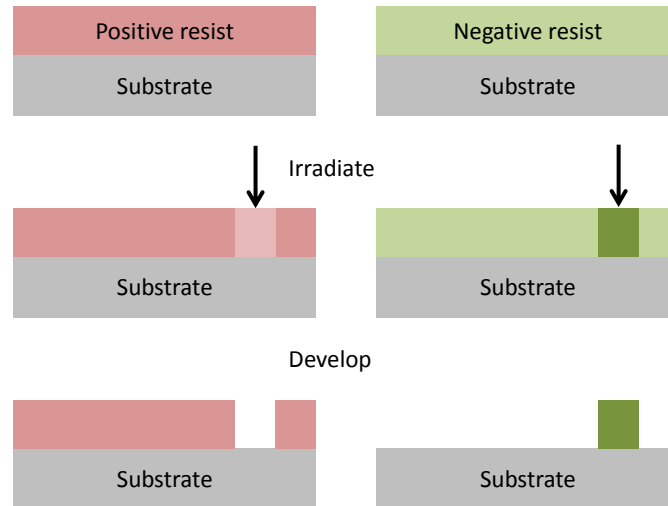 Positive resist
Negative resist
Substrate
Substrate
Irradiate
Substrate
Substrate
Develop
Substrate
Substrate